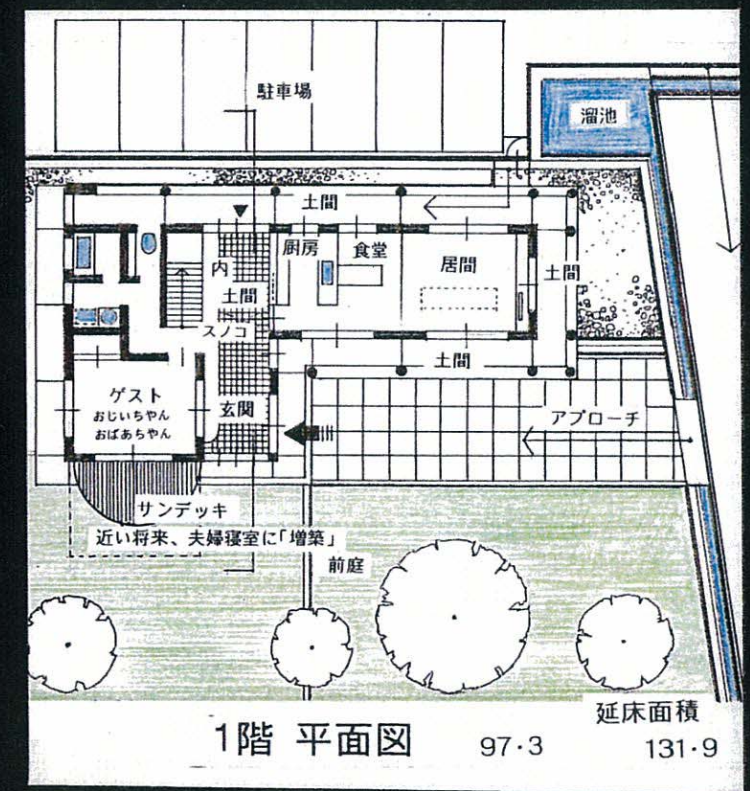 駐車場
溜池
土間
厨房
食堂
居間
土間
内
土間
スノコ
土間
玄関
ゲスト
おじいちやん
おばあちやん
アプローチ
サンデッキ
近い将来、夫婦寝室に「増築」
前庭
1階 平面図
97・3
延床面積
131・9